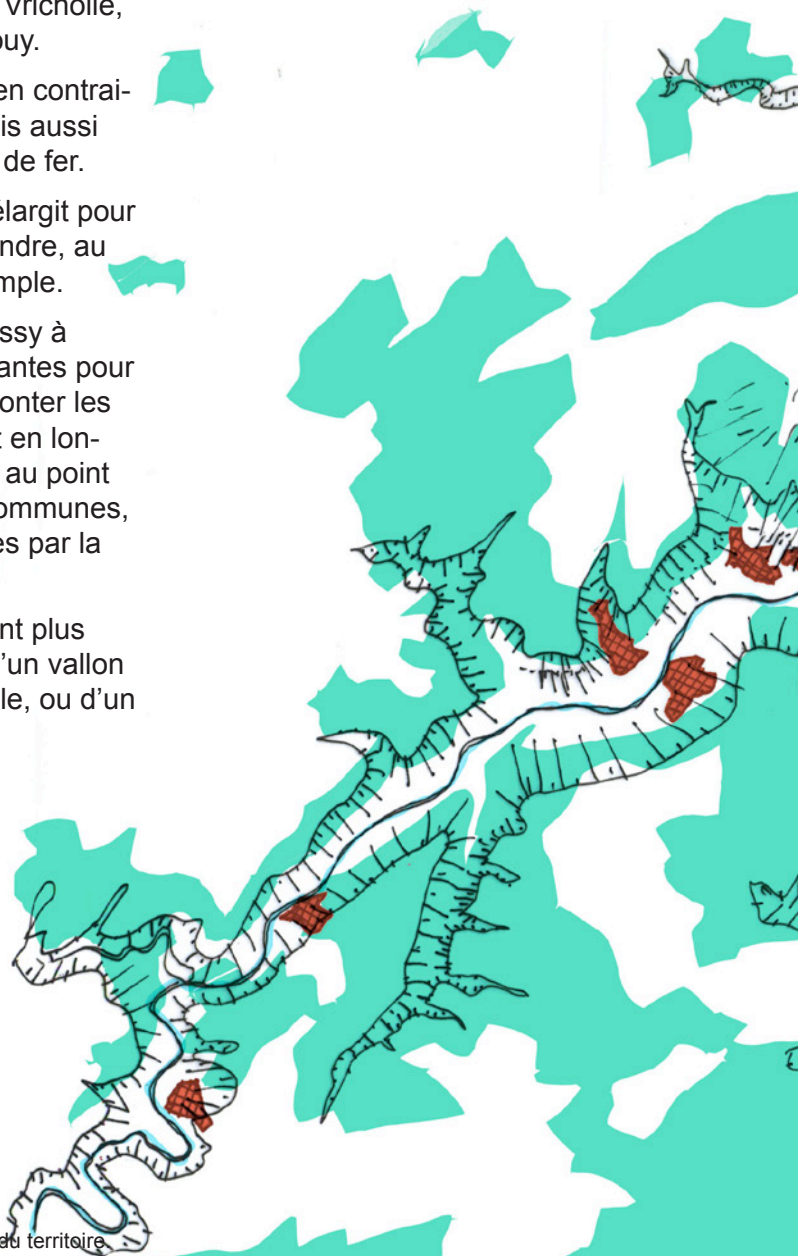 Vricholle,
ouy.
en contrai-
is aussi
de fer.
élargit pour
ndre, au
mple.
ssy à
antes pour
onter les
t en lon-
au point
ommunes,
es par la
nt plus
'un vallon
le, ou d'un
du territoire.